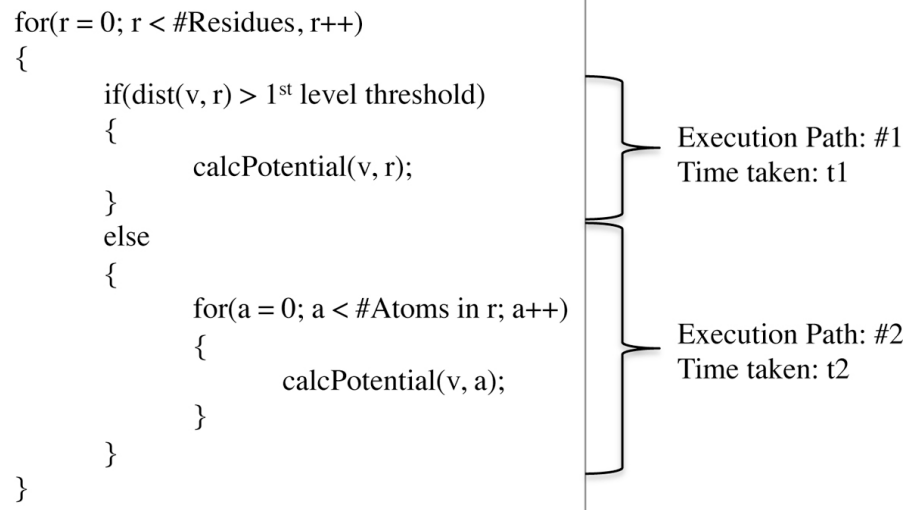 for(r = 0; r < #Residues, r++)
{
if(dist(v, r) > 1st level threshold)
{
calcPotential(v, r);
}
else
{
for(a = 0; a < #Atoms in r; a++)
{
calcPotential(v, a);
}
}
}
Execution Path: #1
Time taken: t1
Execution Path: #2
Time taken: t2